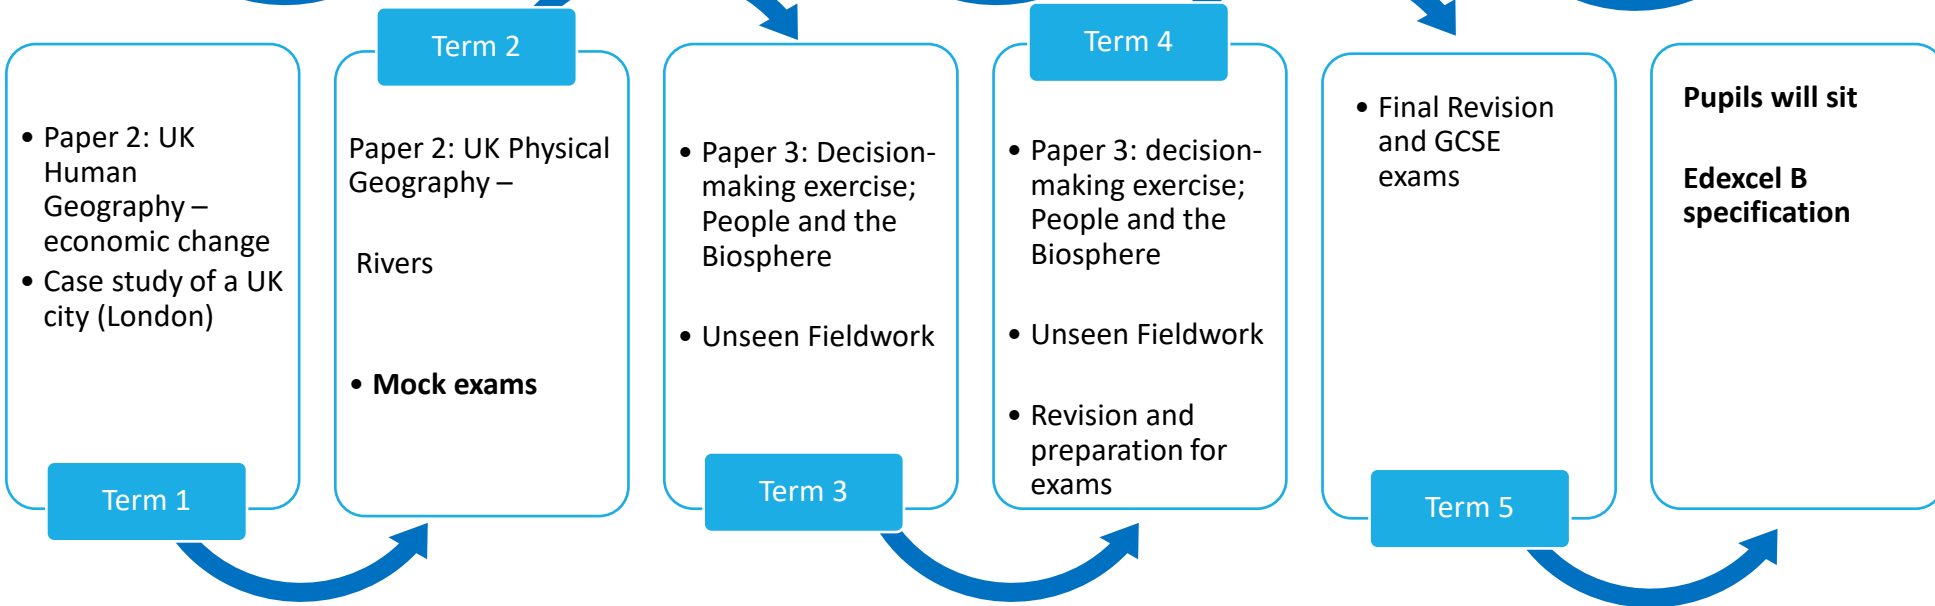 • Paper 2: UK
Human
Geography –
economic change
• Case study of a UK
city (London)
Term 1
Term 2
Paper 2: UK Physical
Geography –
Rivers
• Mock exams
• Paper 3: Decision-
making exercise;
People and the
Biosphere
• Unseen Fieldwork
Term 3
Term 4
• Paper 3: decision-
making exercise;
People and the
Biosphere
• Unseen Fieldwork
• Revision and
preparation for
exams
• Final Revision
and GCSE
exams
Term 5
Pupils will sit
Edexcel B
specification